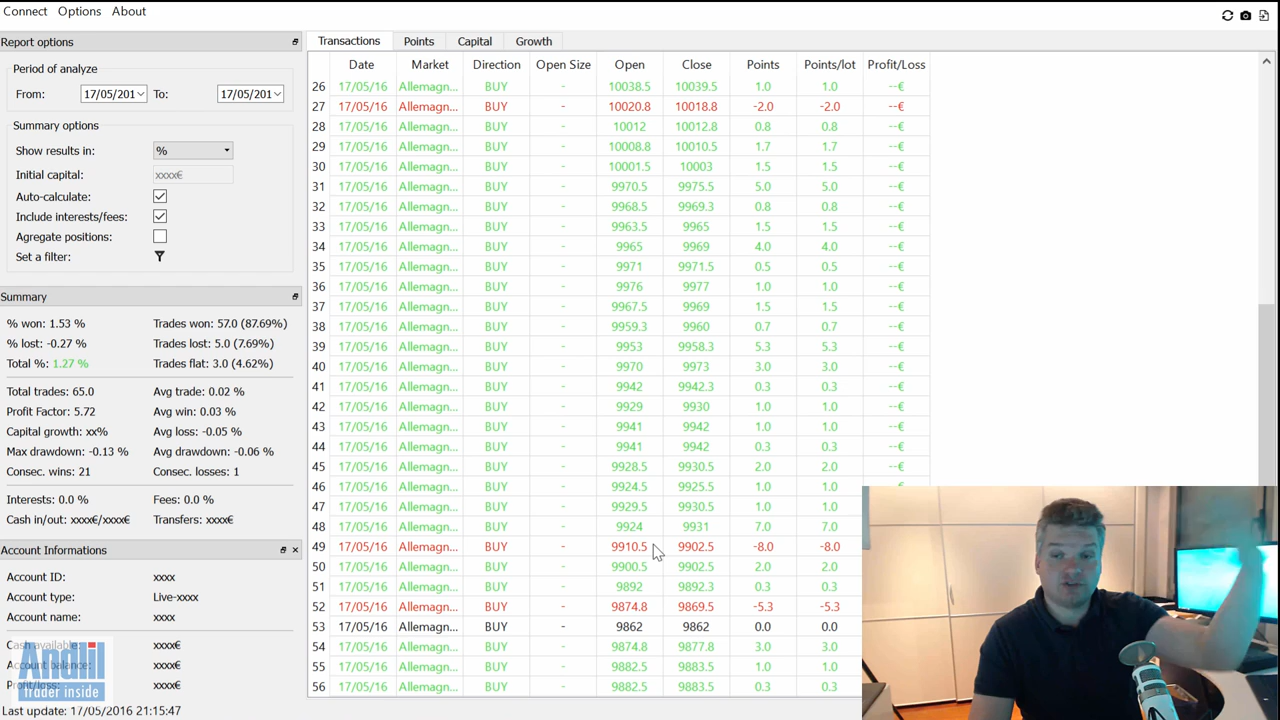 Connect Options About
Report options
Period of analyze
From: 17/05/201 To: 17/05/201
Summary options
Show results in: %
Initial capital: xxxx€
Auto-calculate:
Include interests/fees:
Agregate positions:
Set a filter:
Summary
% won: 1.53 % Trades won: 57.0 (87.69%)
% lost: -0.27 % Trades lost: 5.0 (7.69%)
Total %: 1.27 % Trades flat: 3.0 (4.62%)
Total trades: 65.0 Avg trade: 0.02 %
Profit Factor: 5.72 Avg win: 0.03 %
Capital growth: xx% Avg loss: -0.05 %
Max drawdown: -0.13 % Avg drawdown: -0.06 %
Consec. wins: 21 Consec. losses: 1
Interests: 0.0 % Fees: 0.0 %
Cash in/out: xxxx€/xxxx€ Transfers: xxxx€
Account Informations
Account ID: xxxx
Account type: Live-xxxx
Account name: xxxx
Cash available: xxxx€
Account balance: xxxx€
Profit/loss: xxxx€
Andlil
trader inside
Last update: 17/05/2016 21:15:47
Transactions Points Capital Growth
Date Market Direction Open Size Open Close Points Points/lot Profit/Loss
26 17/05/16 Allemagn... BUY - 10038.5 10039.5 1.0 1.0 --€
27 17/05/16 Allemagn... BUY - 10020.8 10018.8 -2.0 -2.0 --€
28 17/05/16 Allemagn... BUY - 10012 10012.8 0.8 0.8 --€
29 17/05/16 Allemagn... BUY - 10008.8 10010.5 1.7 1.7 --€
30 17/05/16 Allemagn... BUY - 10001.5 10003 1.5 1.5 --€
31 17/05/16 Allemagn... BUY - 9970.5 9975.5 5.0 5.0 --€
32 17/05/16 Allemagn... BUY - 9968.5 9969.3 0.8 0.8 --€
33 17/05/16 Allemagn... BUY - 9963.5 9965 1.5 1.5 --€
34 17/05/16 Allemagn... BUY - 9965 9969 4.0 4.0 --€
35 17/05/16 Allemagn... BUY - 9971 9971.5 0.5 0.5 --€
36 17/05/16 Allemagn... BUY - 9976 9977 1.0 1.0 --€
37 17/05/16 Allemagn... BUY - 9967.5 9969 1.5 1.5 --€
38 17/05/16 Allemagn... BUY - 9959.3 9960 0.7 0.7 --€
39 17/05/16 Allemagn... BUY - 9953 9958.3 5.3 5.3 --€
40 17/05/16 Allemagn... BUY - 9970 9973 3.0 3.0 --€
41 17/05/16 Allemagn... BUY - 9942 9942.3 0.3 0.3 --€
42 17/05/16 Allemagn... BUY - 9929 9930 1.0 1.0 --€
43 17/05/16 Allemagn... BUY - 9941 9942 1.0 1.0 --€
44 17/05/16 Allemagn... BUY - 9941 9942 0.3 0.3 --€
45 17/05/16 Allemagn... BUY - 9928.5 9930.5 2.0 2.0 --€
46 17/05/16 Allemagn... BUY - 9924.5 9925.5 1.0 1.0
47 17/05/16 Allemagn... BUY - 9929.5 9930.5 1.0 1.0
48 17/05/16 Allemagn... BUY - 9924 9931 7.0 7.0
49 17/05/16 Allemagn... BUY - 9910.5 9902.5 -8.0 -8.0
50 17/05/16 Allemagn... BUY - 9900.5 9902.5 2.0 2.0
51 17/05/16 Allemagn... BUY - 9892 9892.3 0.3 0.3
52 17/05/16 Allemagn... BUY - 9874.8 9869.5 -5.3 -5.3
53 17/05/16 Allemagn... BUY - 9862 9862 0.0 0.0
54 17/05/16 Allemagn... BUY - 9874.8 9877.8 3.0 3.0
55 17/05/16 Allemagn... BUY - 9882.5 9883.5 1.0 1.0
56 17/05/16 Allemagn... BUY - 9882.5 9883.5 0.3 0.3